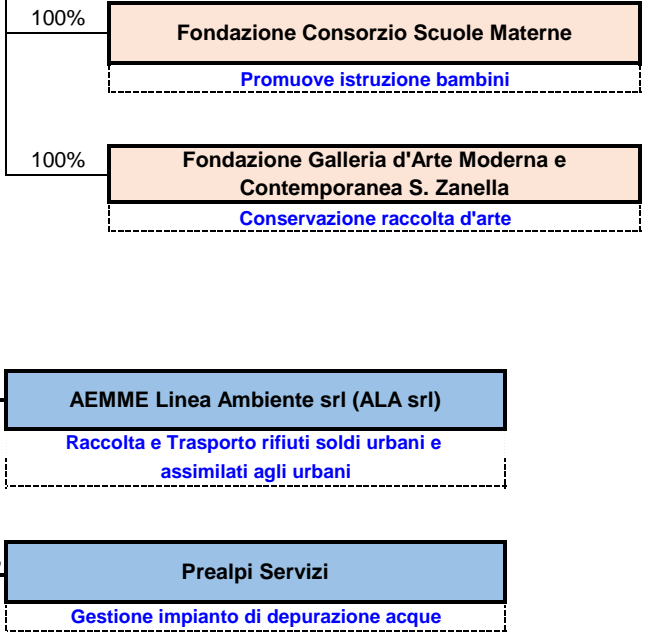 100%
Fondazione Consorzio Scuole Materne
Promuove istruzione bambini
100%
Fondazione Galleria d'Arte Moderna e
Contemporanea S. Zanella
Conservazione raccolta d'arte
AEMME Linea Ambiente srl (ALA srl)
Raccolta e Trasporto rifiuti soldi urbani e
assimilati agli urbani
Prealpi Servizi
Gestione impianto di depurazione acque